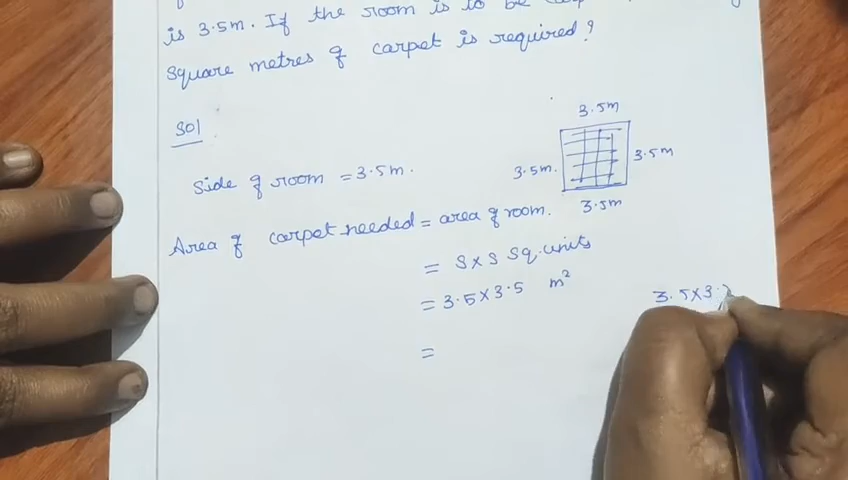 is 3.5m. If the room is to be
square metres of carpet is required?
Sol
3.5m
3.5m
3.5m.
3.5m
Side of room = 3.5m.
Area of carpet needed = area of room.
= S×S Sq.units
= 3.5×3.5 m²
3.5×3.
=